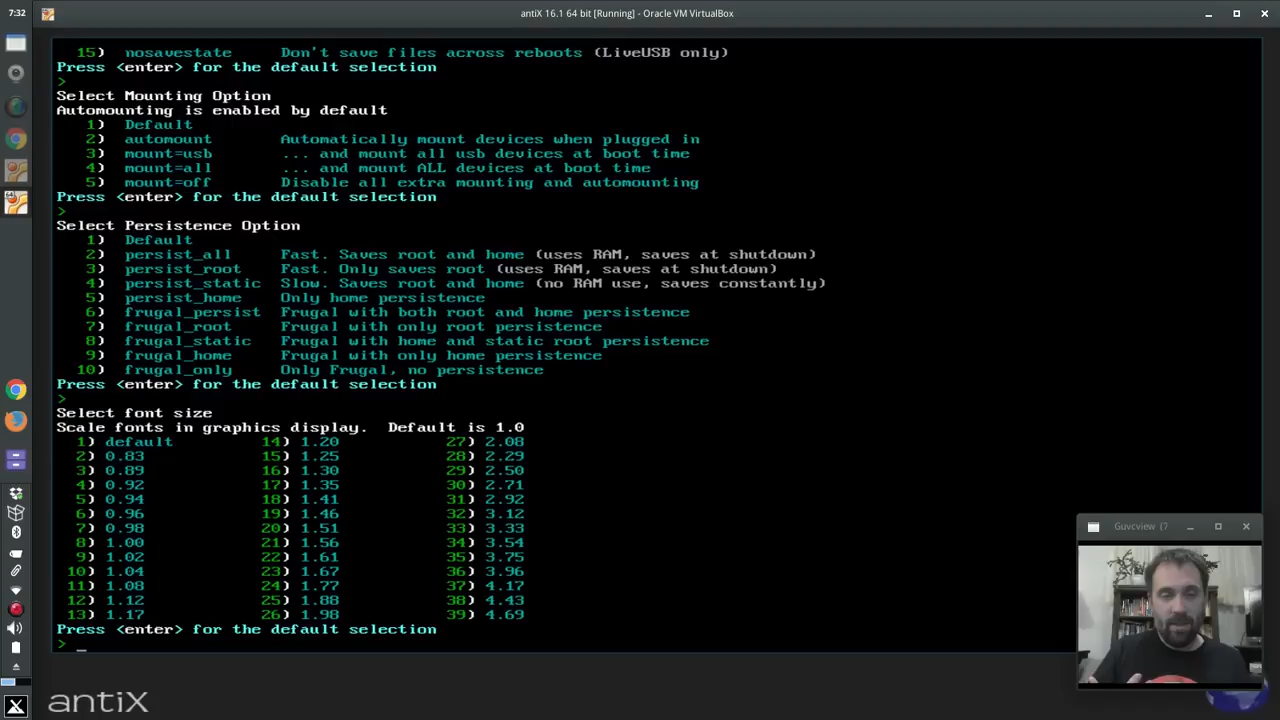 7:32
antiX 16.1 64 bit [Running] - Oracle VM VirtualBox
15) nosavestate Don't save files across reboots (LiveUSB only)
Press <enter> for the default selection
>
Select Mounting Option
Automounting is enabled by default
1) Default
2) automount Automatically mount devices when plugged in
3) mount=usb ... and mount all usb devices at boot time
4) mount=all ... and mount ALL devices at boot time
5) mount=off Disable all extra mounting and automounting
Press <enter> for the default selection
>
Select Persistence Option
1) Default
2) persist_all Fast. Saves root and home (uses RAM, saves at shutdown)
3) persist_root Fast. Only saves root (uses RAM, saves at shutdown)
4) persist_static Slow. Saves root and home (no RAM use, saves constantly)
5) persist_home Only home persistence
6) frugal_persist Frugal with both root and home persistence
7) frugal_root Frugal with only root persistence
8) frugal_static Frugal with home and static root persistence
9) frugal_home Frugal with only home persistence
10) frugal_only Only Frugal, no persistence
Press <enter> for the default selection
>
Select font size
Scale fonts in graphics display. Default is 1.0
1) default 14) 1.20 27) 2.08
2) 0.83 15) 1.25 28) 2.29
3) 0.89 16) 1.30 29) 2.50
4) 0.92 17) 1.35 30) 2.71
5) 0.94 18) 1.41 31) 2.92
6) 0.96 19) 1.46 32) 3.12
7) 0.98 20) 1.51 33) 3.33
8) 1.00 21) 1.56 34) 3.54
9) 1.02 22) 1.61 35) 3.75
10) 1.04 23) 1.67 36) 3.96
11) 1.08 24) 1.77 37) 4.17
12) 1.12 25) 1.88 38) 4.43
13) 1.17 26) 1.98 39) 4.69
Press <enter> for the default selection
> _
Guvcview (?
antiX